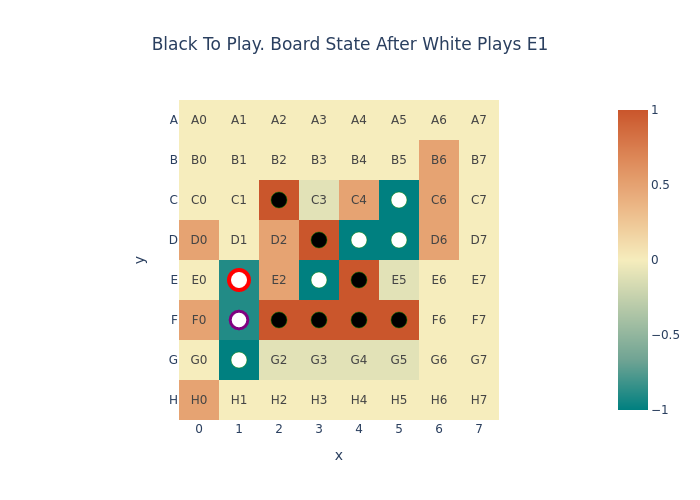 Black To Play. Board State After White Plays E1
A A0 A1 A2 A3 A4 A5 A6 A7
B B0 B1 B2 B3 B4 B5 B6 B7
C C0 C1 C3 C4 C6 C7
D D0 D1 D2 D6 D7
E E0 E2 E5 E6 E7
F F0 F6 F7
G G0 G2 G3 G4 G5 G6 G7
H H0 H1 H2 H3 H4 H5 H6 H7
0 1 2 3 4 5 6 7
x
y
1
0.5
0
−0.5
−1